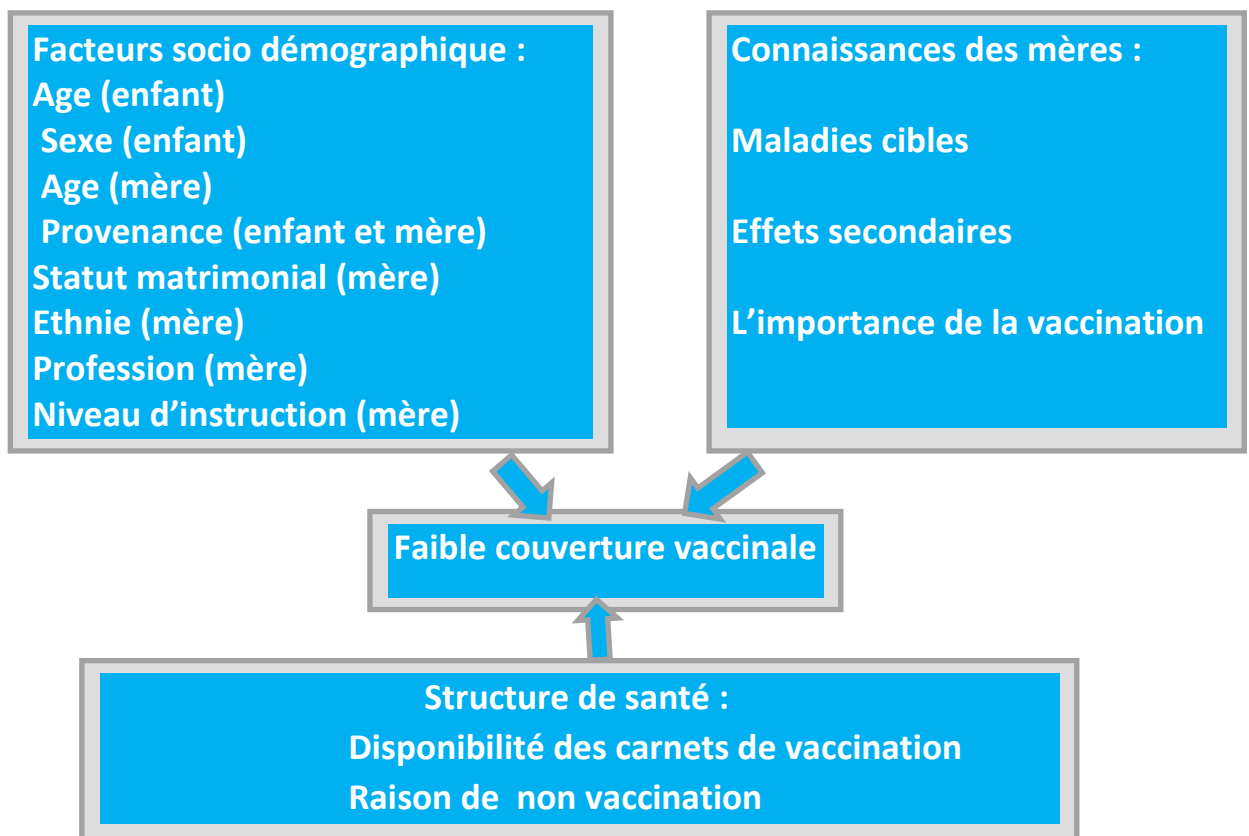 Facteurs socio démographique :
Age (enfant)
Sexe (enfant)
Age (mère)
Provenance (enfant et mère)
Statut matrimonial (mère)
Ethnie (mère)
Profession (mère)
Niveau d’instruction (mère)
Connaissances des mères :
Maladies cibles
Effets secondaires
L’importance de la vaccination
Faible couverture vaccinale
Structure de santé :
Disponibilité des carnets de vaccination
Raison de  non vaccination